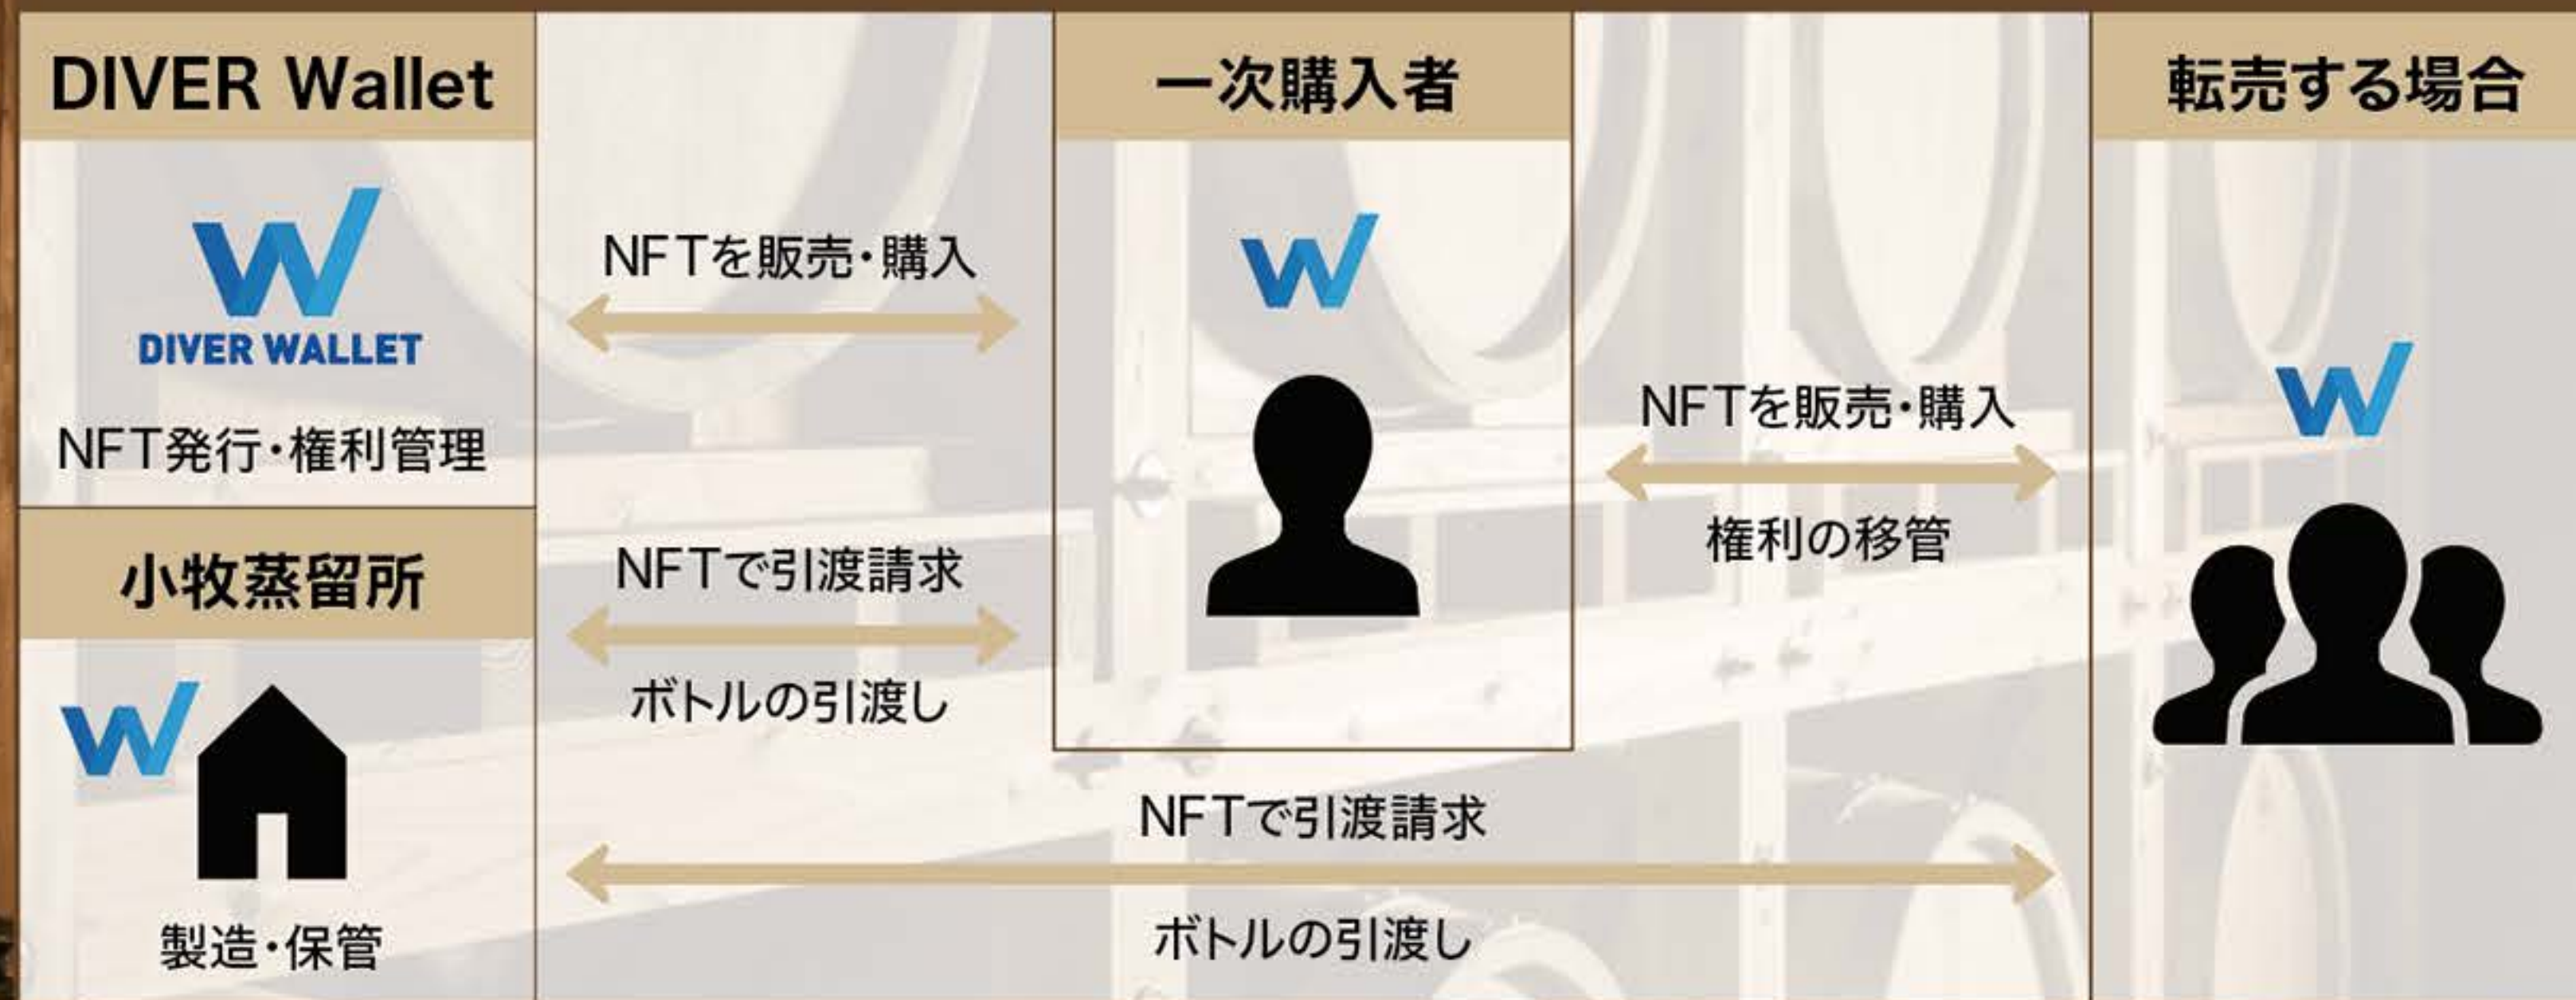 DIVER Wallet
DIVER WALLET
NFT発行・権利管理
小牧蒸留所
製造・保管
NFTを販売・購入
NFTで引渡請求
ボトルの引渡し
一次購入者
NFTを販売・購入
権利の移管
NFTで引渡請求
ボトルの引渡し
転売する場合